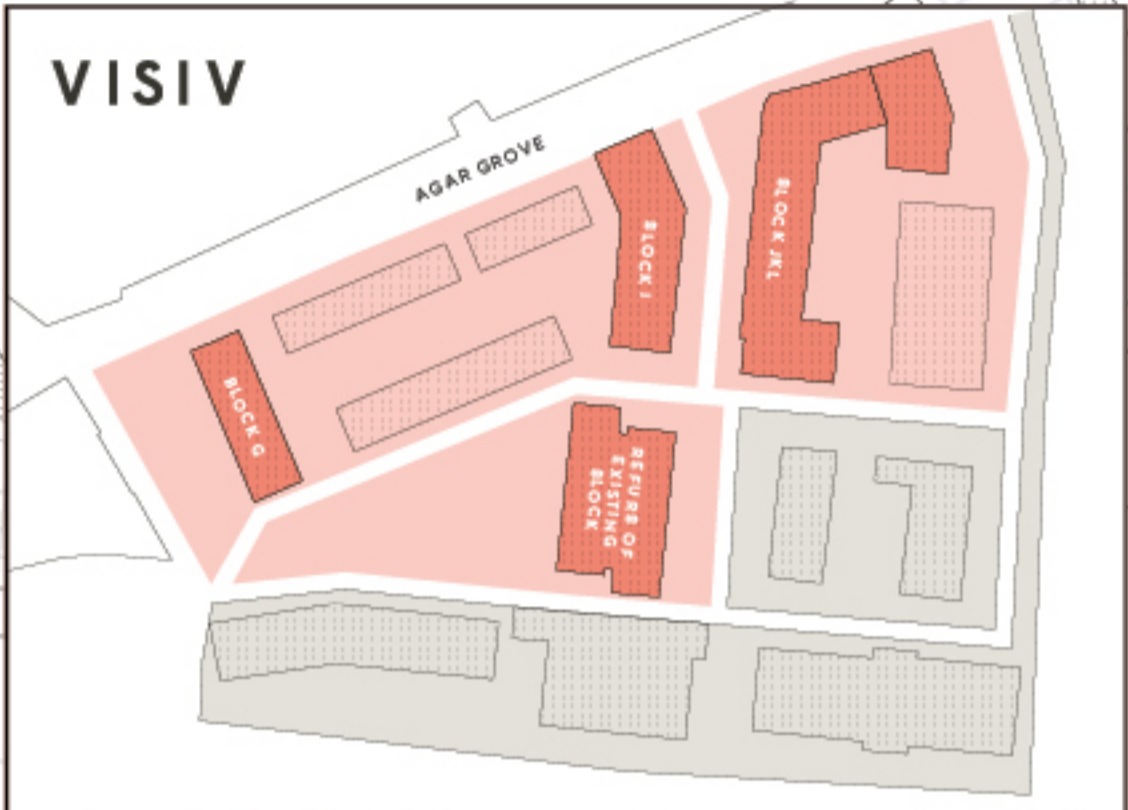 VISIV
AGAR GROVE
BLOCK I
BLOCK JKL
BLOCK G
REFURB OF
EXISTING
BLOCK